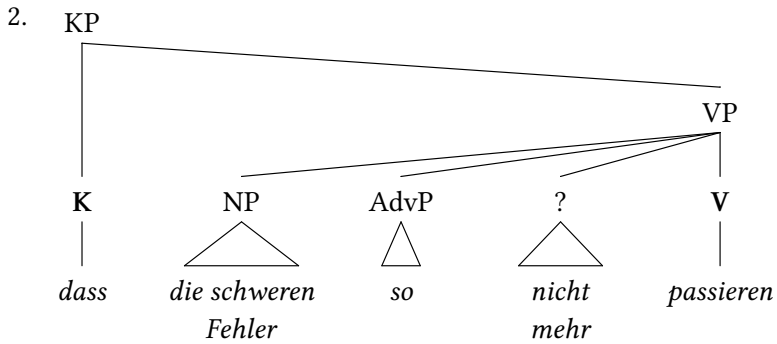 2. KP
VP
K NP AdvP ? V
dass die schweren so nicht passieren
Fehler mehr